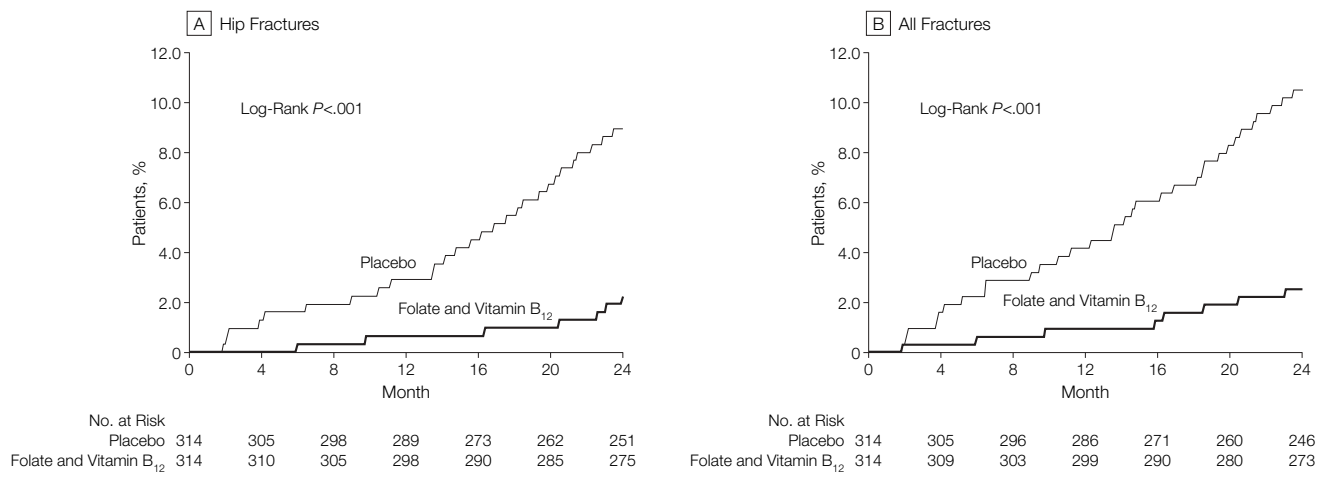 A Hip Fractures
12.0
10.0
8.0
6.0
4.0
2.0
0
Patients, %
Log-Rank P<.001
Placebo
Folate and Vitamin B12
0 4 8 12 16 20 24
Month
No. at Risk
Placebo 314 305 298 289 273 262 251
Folate and Vitamin B12 314 310 305 298 290 285 275
B All Fractures
12.0
10.0
8.0
6.0
4.0
2.0
0
Patients, %
Log-Rank P<.001
Placebo
Folate and Vitamin B12
0 4 8 12 16 20 24
Month
No. at Risk
Placebo 314 305 296 286 271 260 246
Folate and Vitamin B12 314 309 303 299 290 280 273